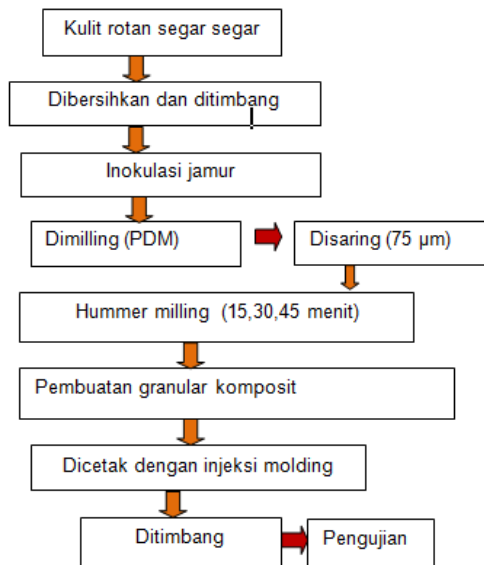 Kulit rotan segar segar
Dibersihkan dan ditimbang
Inokulasi jamur
Dimilling (PDM)
Disaring (75 µm)
Hummer milling (15,30,45 menit)
Pembuatan granular komposit
Dicetak dengan injeksi molding
Ditimbang
Pengujian